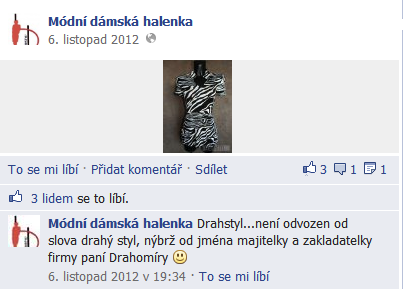 Módní dámská halenka
6. listopad 2012
To se mi líbí · Přidat komentář · Sdílet 3 1 1
3 lidem se to líbí.
Módní dámská halenka Drahstyl...není odvozen od
slova drahý styl, nýbrž od jména majitelky a zakladatelky
firmy paní Drahomíry
6. listopad 2012 v 19:34 · To se mi líbí